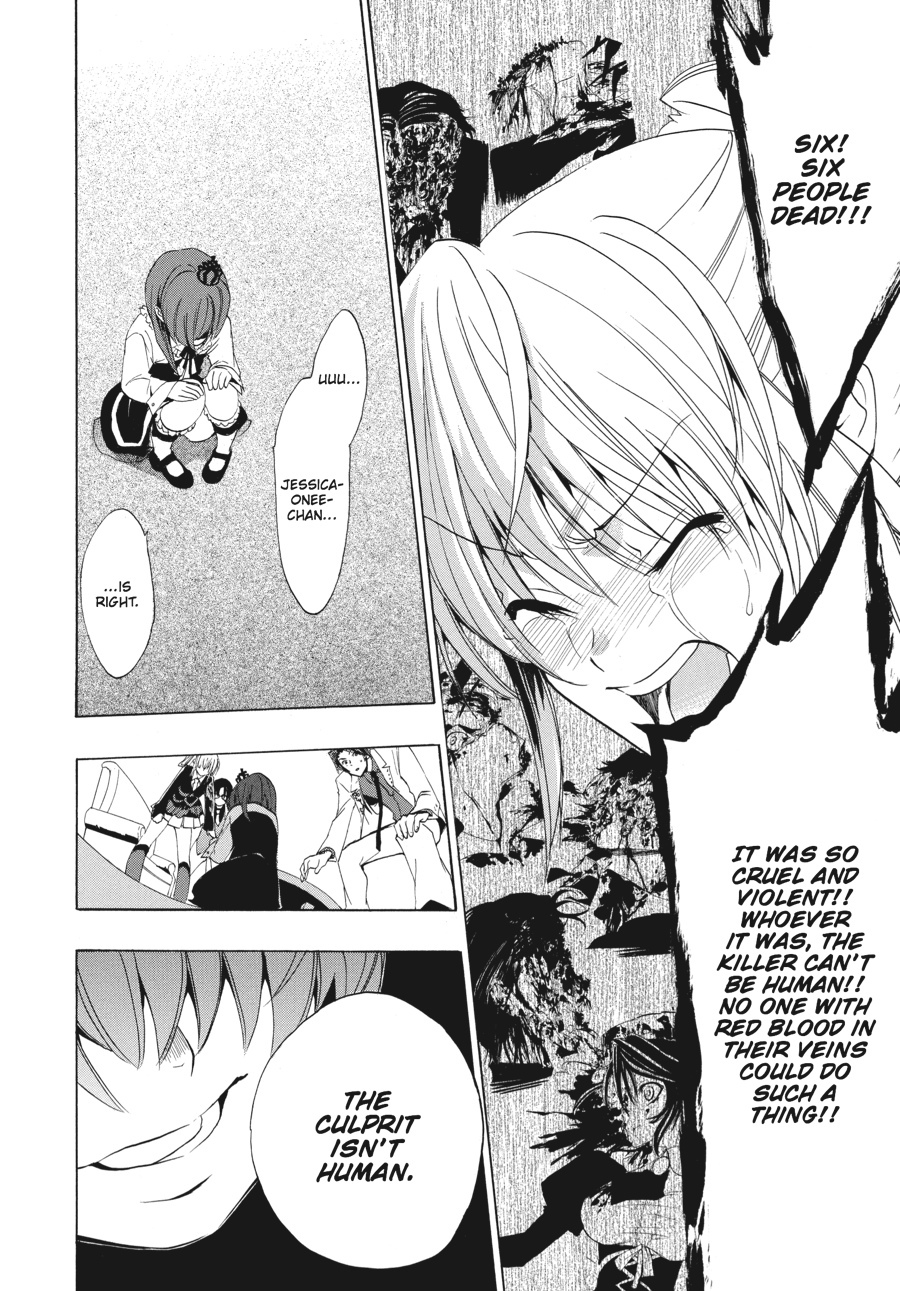 SIX!
SIX
PEOPLE
DEAD!!!
IT WAS SO
CRUEL AND
VIOLENT!!
WHOEVER
IT WAS, THE
KILLER CAN'T
BE HUMAN!!
NO ONE WITH
RED BLOOD IN
THEIR VEINS
COULD DO
SUCH A
THING!!
UUU...
JESSICA-
ONEE-
CHAN...
...IS
RIGHT.
THE
CULPRIT
ISN'T
HUMAN.